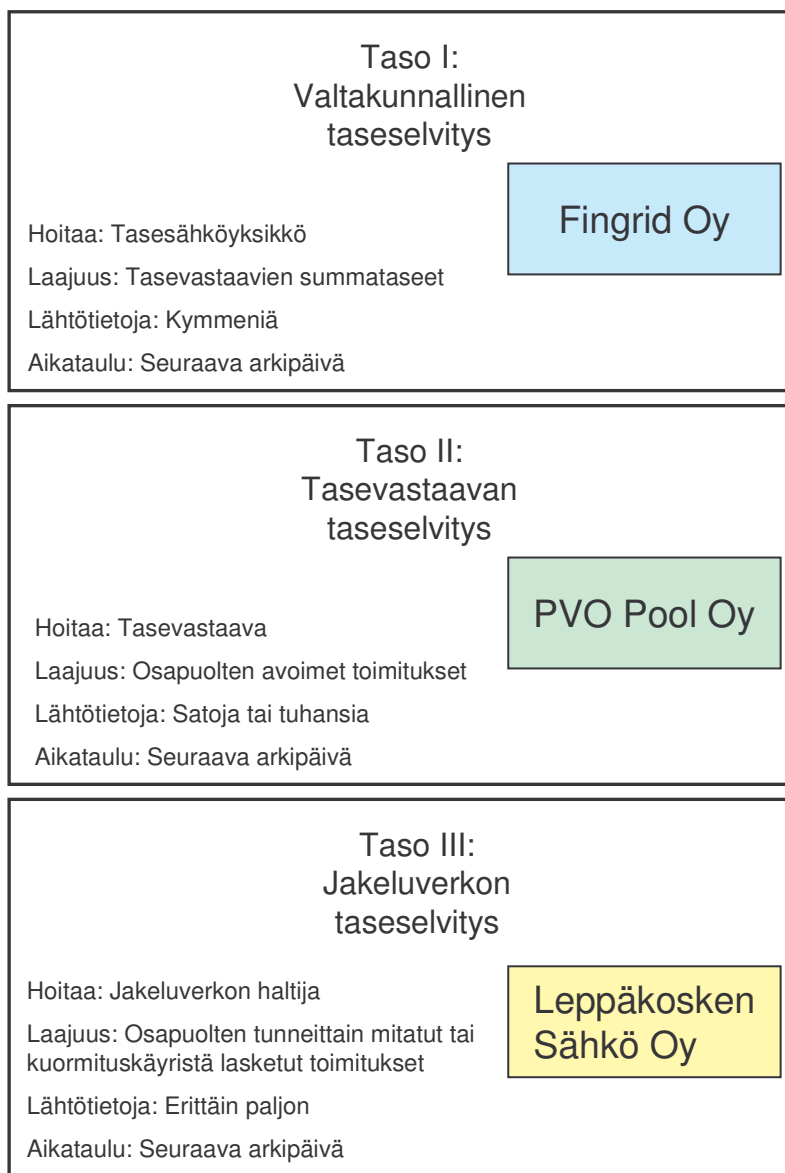 Taso I:
Valtakunnallinen
taseselvitys
Fingrid Oy
Hoitaa: Tasesähköyksikkö
Laajuus: Tasevastaavien summataseet
Lähtötietoja: Kymmeniä
Aikataulu: Seuraava arkipäivä
Taso II:
Tasevastaavan
taseselvitys
PVO Pool Oy
Hoitaa: Tasevastaava
Laajuus: Osapuolten avoimet toimitukset
Lähtötietoja: Satoja tai tuhansia
Aikataulu: Seuraava arkipäivä
Taso III:
Jakeluverkon
taseselvitys
Leppäkosken
Sähkö Oy
Hoitaa: Jakeluverkon haltija
Laajuus: Osapuolten tunneittain mitatut tai
kuormituskäyristä lasketut toimitukset
Lähtötietoja: Erittäin paljon
Aikataulu: Seuraava arkipäivä